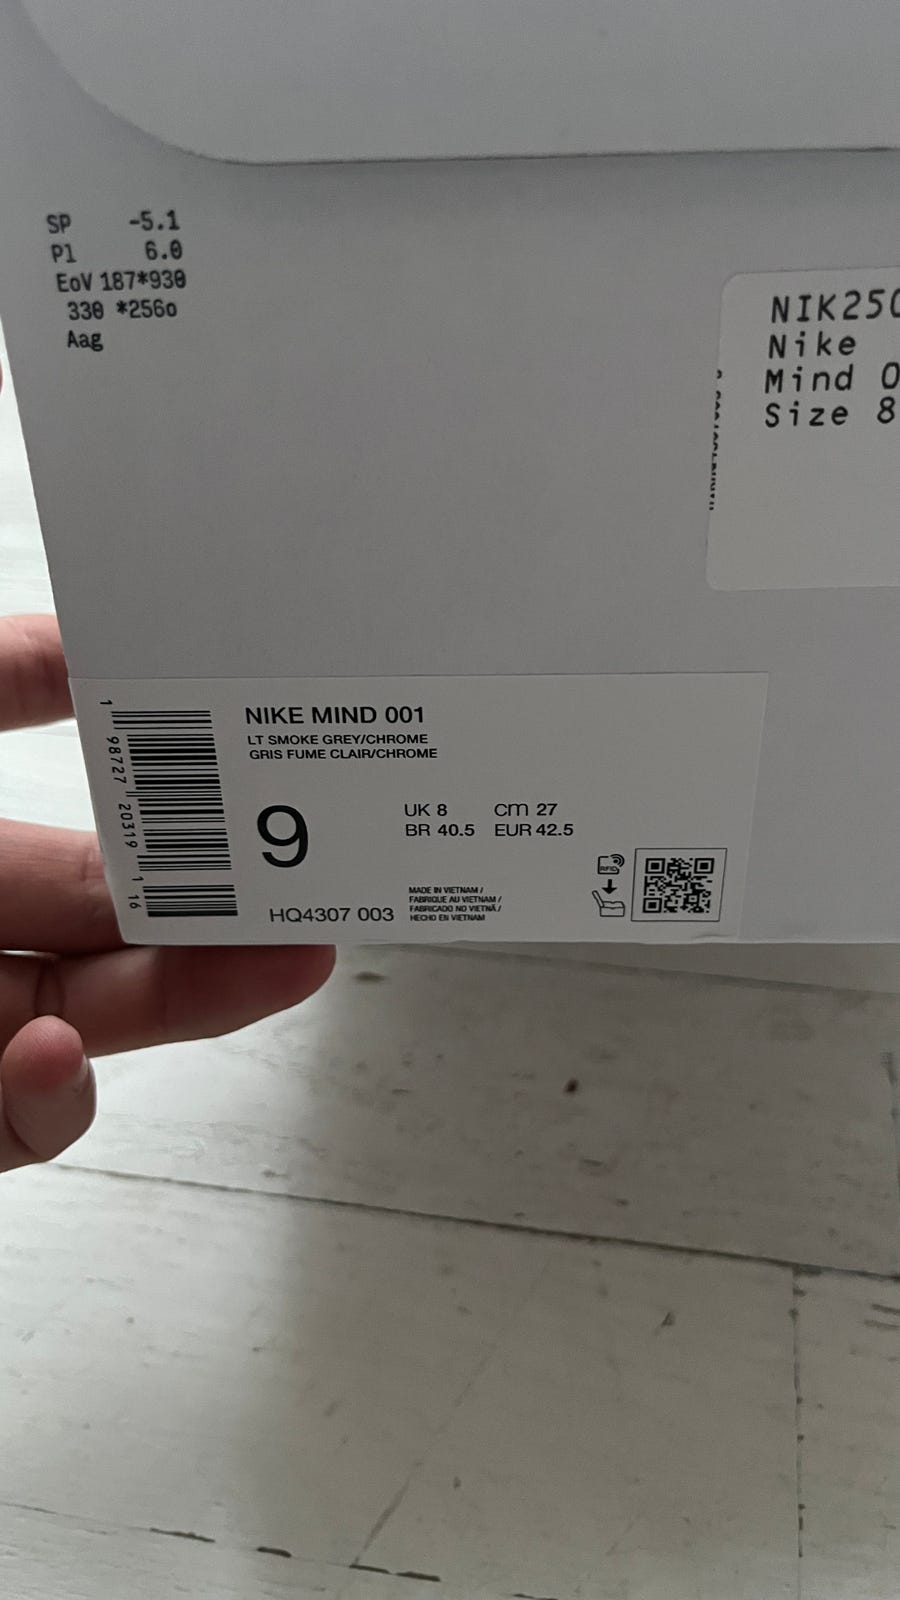 SP -5.1
Pl 6.0
EoV 187*930
330 *256o
Aag
Nike
Mind
Size 8
NIKE MIND 001
LT SMOKE GREY/CHROME
GRIS FUME CLAIR/CHROME
9
UK 8 cm 27
BR 40.5 EUR 42.5
MADE IN VIETNAM /
FABRIQUE AU VIETNAM /
FABRICADO NO VIETNÃ /
HECHO EN VIETNAM
HQ4307 003
RFID
1 98727 20319 1 16